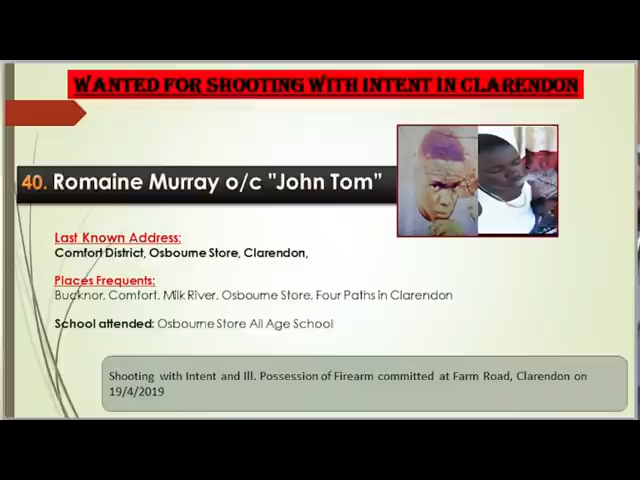 WANTED FOR SHOOTING WITH INTENT IN CLARENDON
40. Romaine Murray o/c "John Tom”
Last Known Address:
Comfort District, Osbourne Store, Clarendon,
Places Frequents:
Bucknor, Comfort, Milk River, Osbourne Store, Four Paths in Clarendon
School attended: Osbourne Store All Age School
Shooting with Intent and Ill. Possession of Firearm committed at Farm Road, Clarendon on
19/4/2019